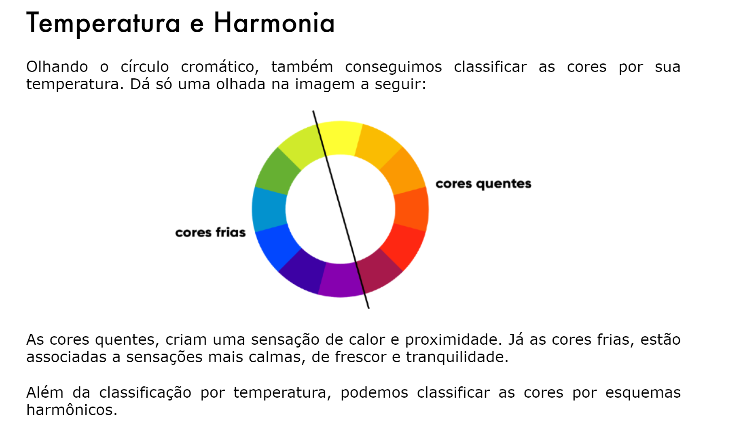 Temperatura e Harmonia
Olhando o círculo cromático, também conseguimos classificar as cores por sua
temperatura. Dá só uma olhada na imagem a seguir:
cores quentes
cores frias
As cores quentes, criam uma sensação de calor e proximidade. Já as cores frias, estão
associadas a sensações mais calmas, de frescor e tranquilidade.
Além da classificação por temperatura, podemos classificar as cores por esquemas
harmônicos.